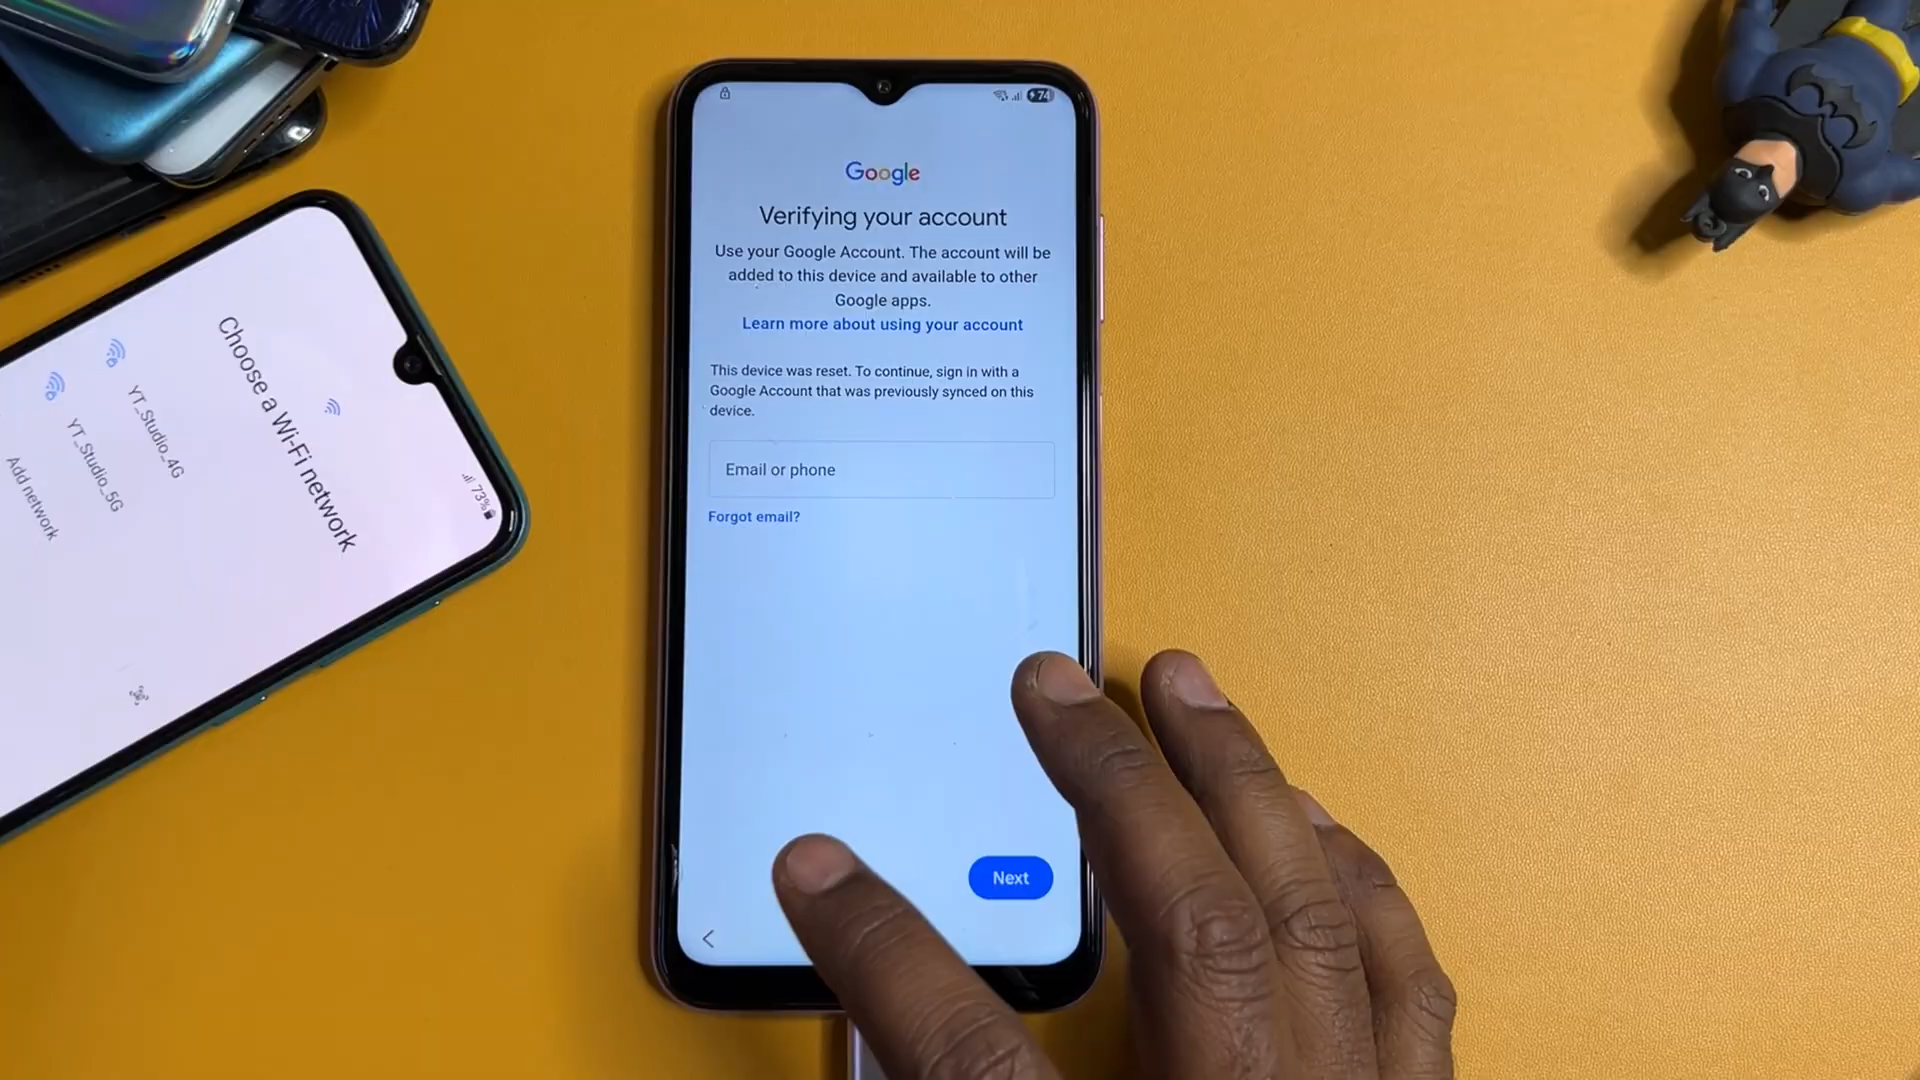 74
Google
Verifying your account
Use your Google Account. The account will be
added to this device and available to other
Google apps.
Learn more about using your account
This device was reset. To continue, sign in with a
Google Account that was previously synced on this
device.
Email or phone
Forgot email?
Next
73%
Choose a Wi-Fi network
YT_Studio_4G
YT_Studio_5G
Add network